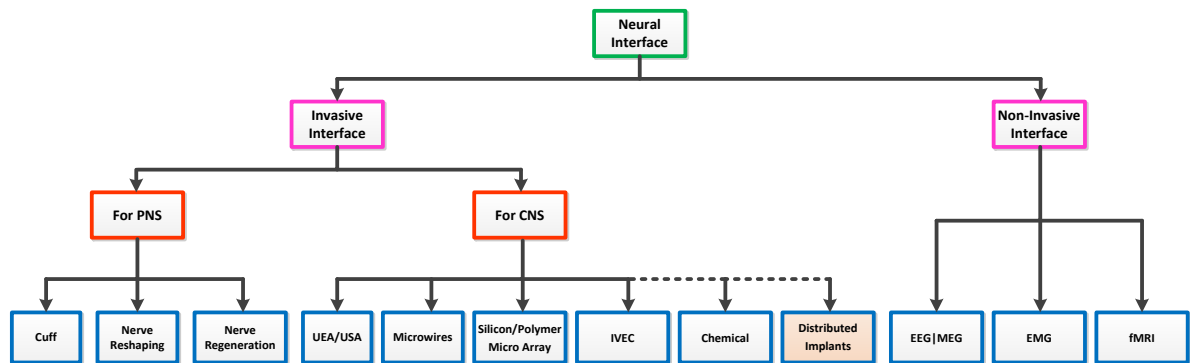 Neural
Interface
Invasive
Interface
Non-Invasive
Interface
For PNS
For CNS
Cuff
Nerve
Reshaping
Nerve
Regeneration
UEA/USA
Microwires
Silicon/Polymer
Micro Array
IVEC
Chemical
Distributed
Implants
EEG|MEG
EMG
fMRI